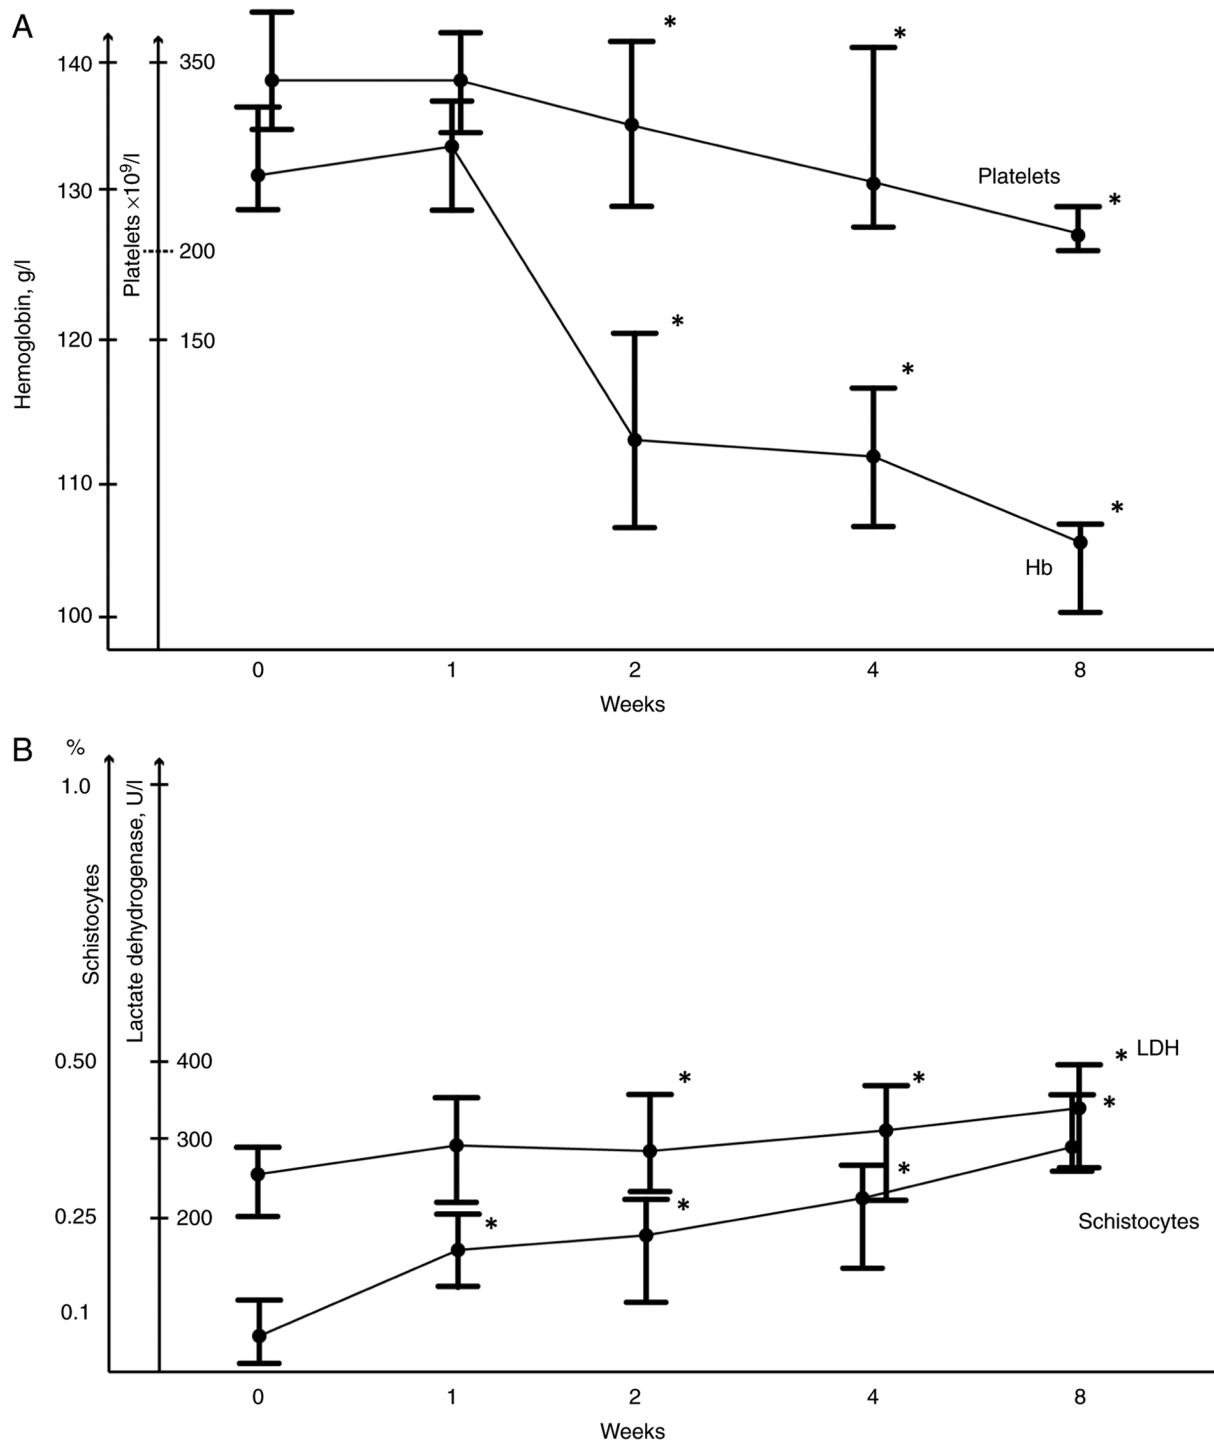 A
140
130
120
110
100
Hemoglobin, g/l
350
200
150
Platelets ×10⁹/l
*
*
Platelets
*
*
*
*
Hb
0 1 2 4 8
Weeks
B
%
1.0
0.50
0.25
0.1
Schistocytes
Lactate dehydrogenase, U/l
400
300
200
* LDH
*
*
*
*
*
*
*
Schistocytes
0 1 2 4 8
Weeks